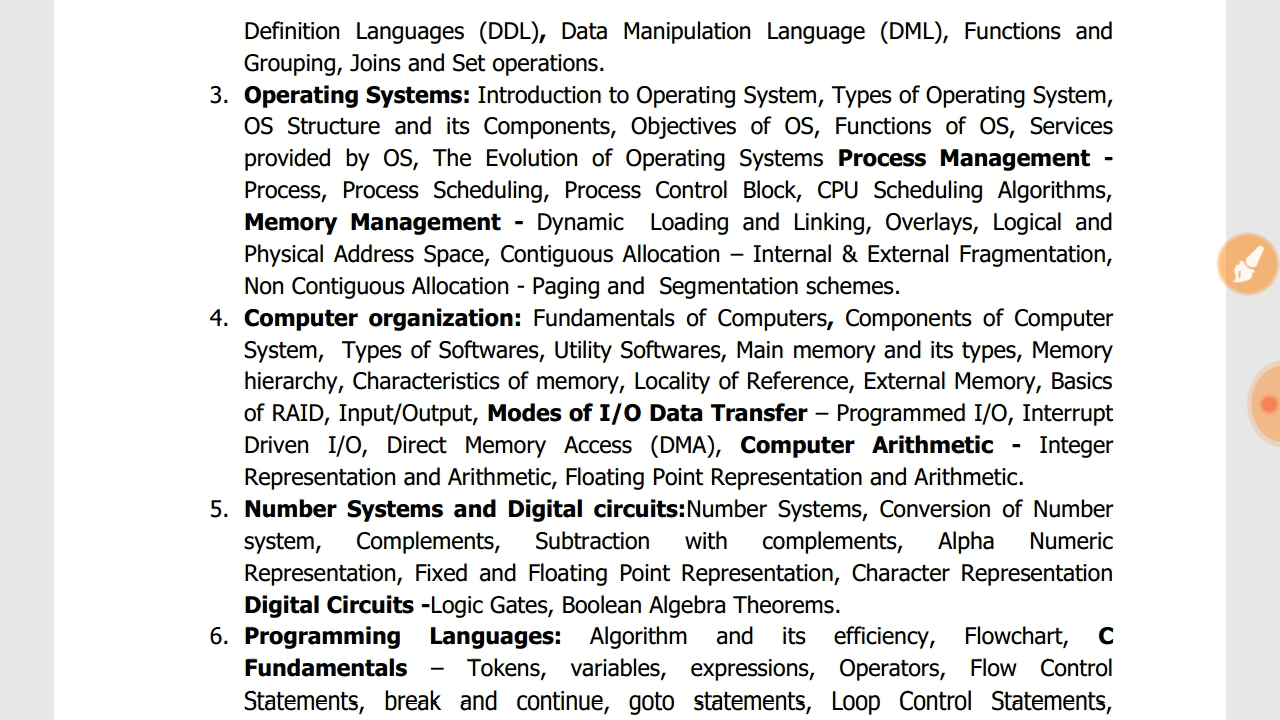 Definition Languages (DDL), Data Manipulation Language (DML), Functions and
Grouping, Joins and Set operations.
3. Operating Systems: Introduction to Operating System, Types of Operating System,
OS Structure and its Components, Objectives of OS, Functions of OS, Services
provided by OS, The Evolution of Operating Systems Process Management -
Process, Process Scheduling, Process Control Block, CPU Scheduling Algorithms,
Memory Management - Dynamic Loading and Linking, Overlays, Logical and
Physical Address Space, Contiguous Allocation – Internal & External Fragmentation,
Non Contiguous Allocation - Paging and Segmentation schemes.
4. Computer organization: Fundamentals of Computers, Components of Computer
System, Types of Softwares, Utility Softwares, Main memory and its types, Memory
hierarchy, Characteristics of memory, Locality of Reference, External Memory, Basics
of RAID, Input/Output, Modes of I/O Data Transfer – Programmed I/O, Interrupt
Driven I/O, Direct Memory Access (DMA), Computer Arithmetic - Integer
Representation and Arithmetic, Floating Point Representation and Arithmetic.
5. Number Systems and Digital circuits:Number Systems, Conversion of Number
system, Complements, Subtraction with complements, Alpha Numeric
Representation, Fixed and Floating Point Representation, Character Representation
Digital Circuits -Logic Gates, Boolean Algebra Theorems.
6. Programming Languages: Algorithm and its efficiency, Flowchart, C
Fundamentals – Tokens, variables, expressions, Operators, Flow Control
Statements, break and continue, goto statements, Loop Control Statements,